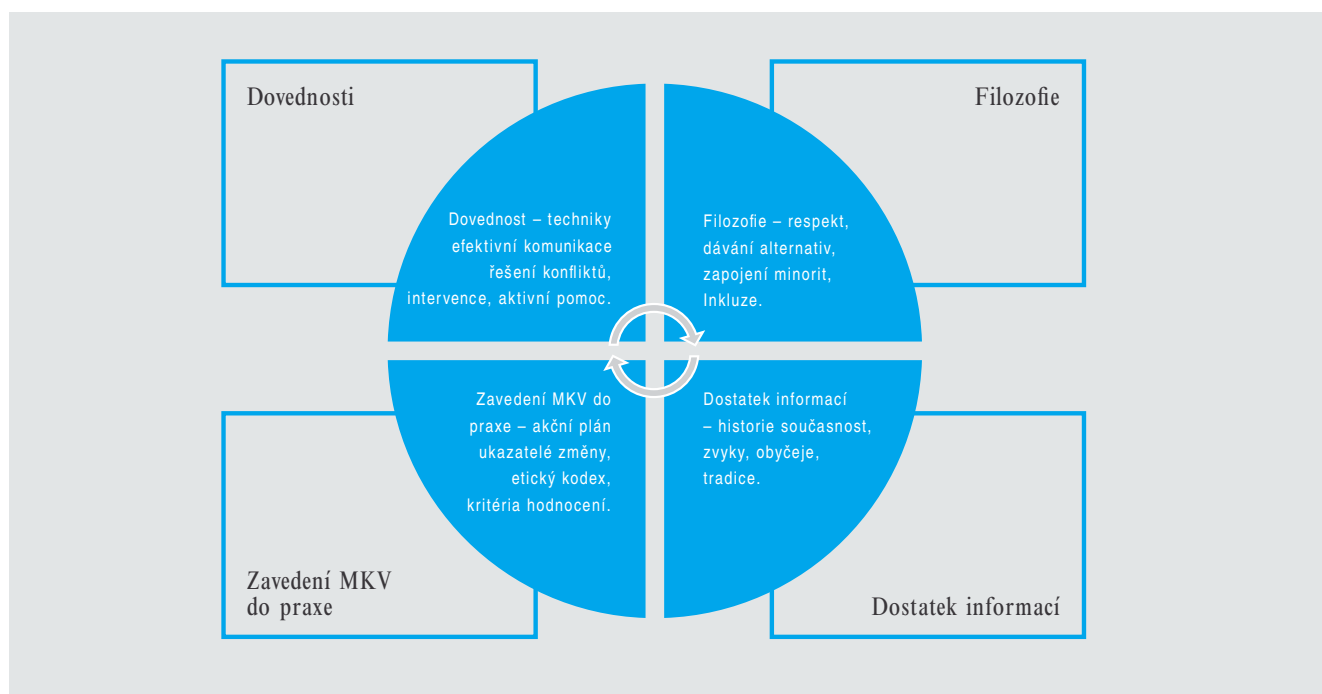 Dovednosti
Filozofie
Dovednost – techniky
efektivní komunikace
řešení konfliktů,
intervence, aktivní pomoc.
Filozofie – respekt,
dávání alternativ,
zapojení minorit,
Inkluze.
Zavedení MKV do
praxe – akční plán
ukazatelé změny,
etický kodex,
kritéria hodnocení.
Dostatek informací
– historie současnost,
zvyky, obyčeje,
tradice.
Zavedení MKV
do praxe
Dostatek informací